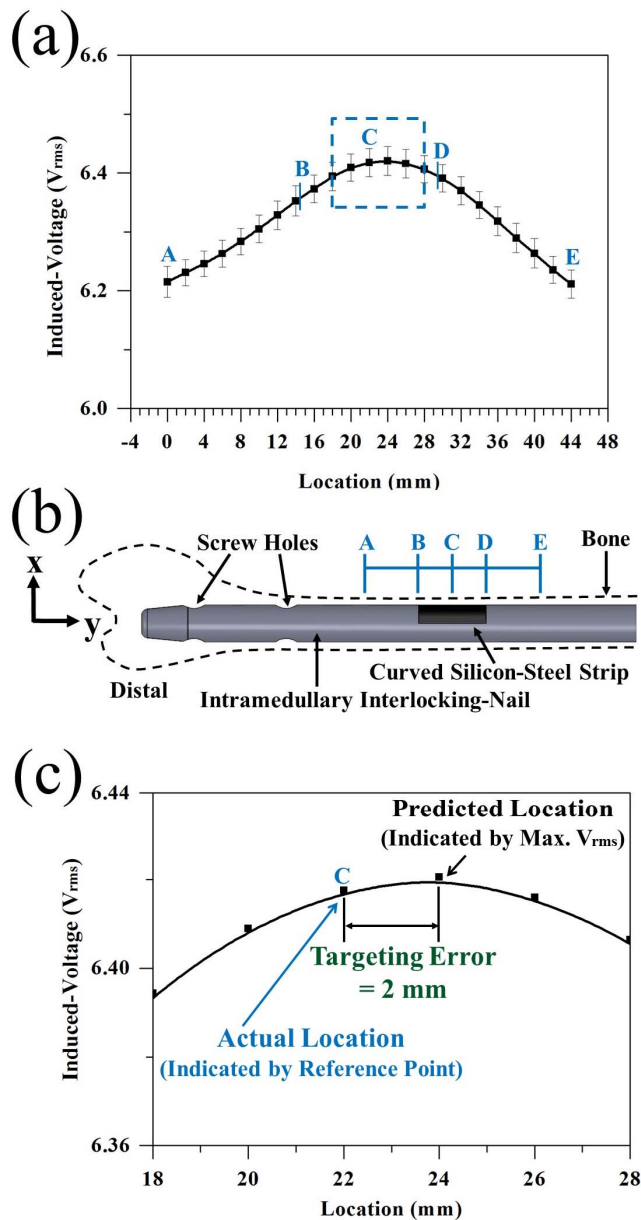 (a)
6.6
6.4
6.2
6.0
Induced-Voltage (Vrms)
A
B
C
D
E
-4 0 4 8 12 16 20 24 28 32 36 40 44 48
Location (mm)
(b)
Screw Holes
A B C D E
Bone
x
y
Distal
Curved Silicon-Steel Strip
Intramedullary Interlocking-Nail
(c)
6.44
6.40
6.36
Induced-Voltage (Vrms)
Predicted Location
(Indicated by Max. Vrms)
C
Targeting Error
= 2 mm
Actual Location
(Indicated by Reference Point)
18 20 22 24 26 28
Location (mm)